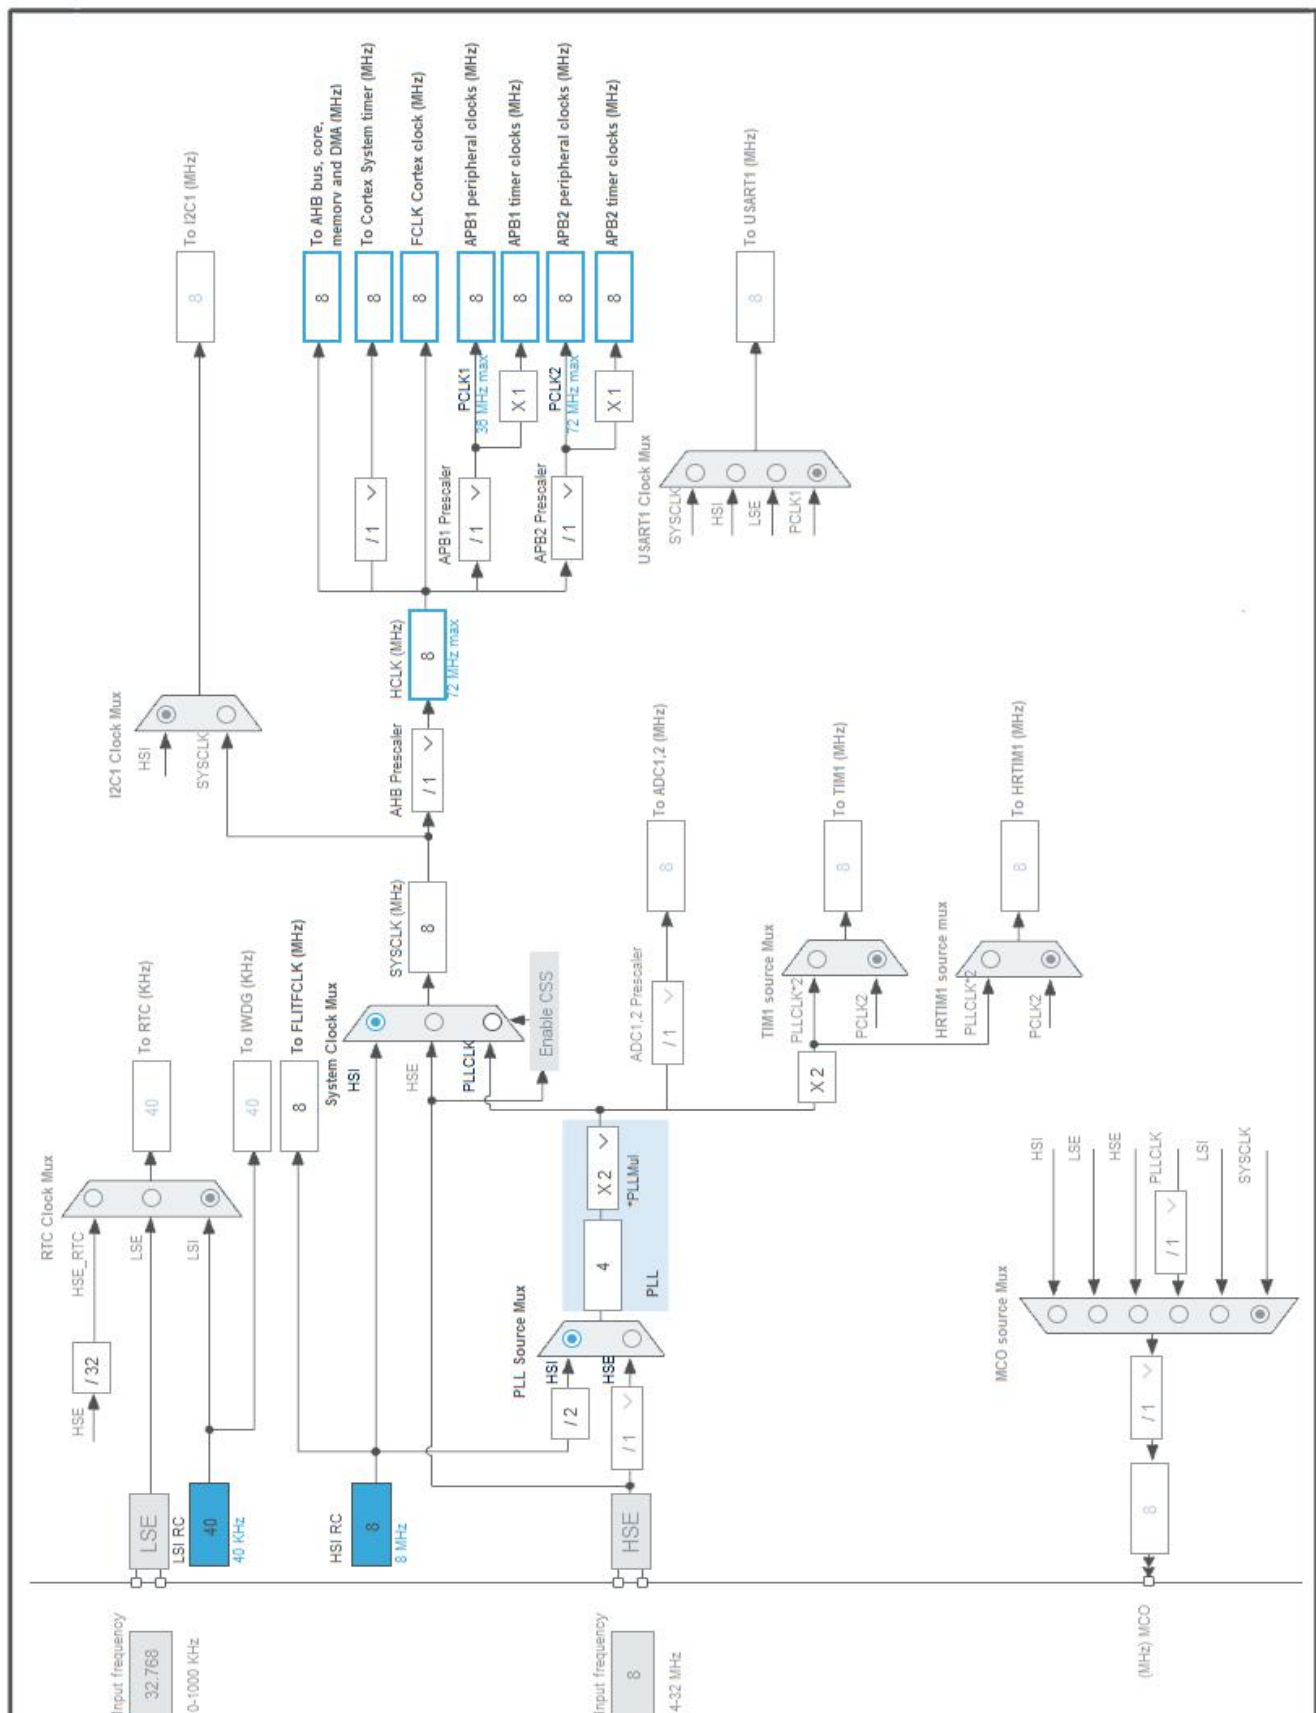 RTC Clock Mux
HSE
/ 32
HSE_RTC
LSE
LSI
To RTC (KHz)
40
To IWDG (KHz)
40
Input frequency
32.768
0-1000 KHz
LSE
LSI RC
40
40 KHz
I2C1 Clock Mux
HSI
SYSCLK
8
To I2C1 (MHz)
8
To FLITFCLK (MHz)
HSI RC
8
8 MHz
System Clock Mux
HSI
HSE
PLLCLK
Enable CSS
SYSCLK (MHz)
8
AHB Prescaler
/ 1
HCLK (MHz)
8
72 MHz max
8
To AHB bus, core,
memory and DMA (MHz)
/ 1
8
To Cortex System timer (MHz)
8
FCLK Cortex clock (MHz)
APB1 Prescaler
/ 1
PCLK1
36 MHz max
8
APB1 peripheral clocks (MHz)
X 1
8
APB1 timer clocks (MHz)
APB2 Prescaler
/ 1
PCLK2
72 MHz max
8
APB2 peripheral clocks (MHz)
X 1
8
APB2 timer clocks (MHz)
Input frequency
8
4-32 MHz
HSE
PLL Source Mux
HSI
/ 2
HSE
/ 1
4
X 2
*PLLMul
PLL
ADC1,2 Prescaler
/ 1
8
To ADC1,2 (MHz)
USART1 Clock Mux
SYSCLK
HSI
LSE
PCLK1
8
To USART1 (MHz)
X 2
TIM1 source Mux
PLLCLK*2
PCLK2
8
To TIM1 (MHz)
HRTIM1 source mux
PLLCLK*2
PCLK2
8
To HRTIM1 (MHz)
MCO source Mux
HSI
LSE
HSE
PLLCLK
/ 1
LSI
SYSCLK
/ 1
8
(MHz) MCO